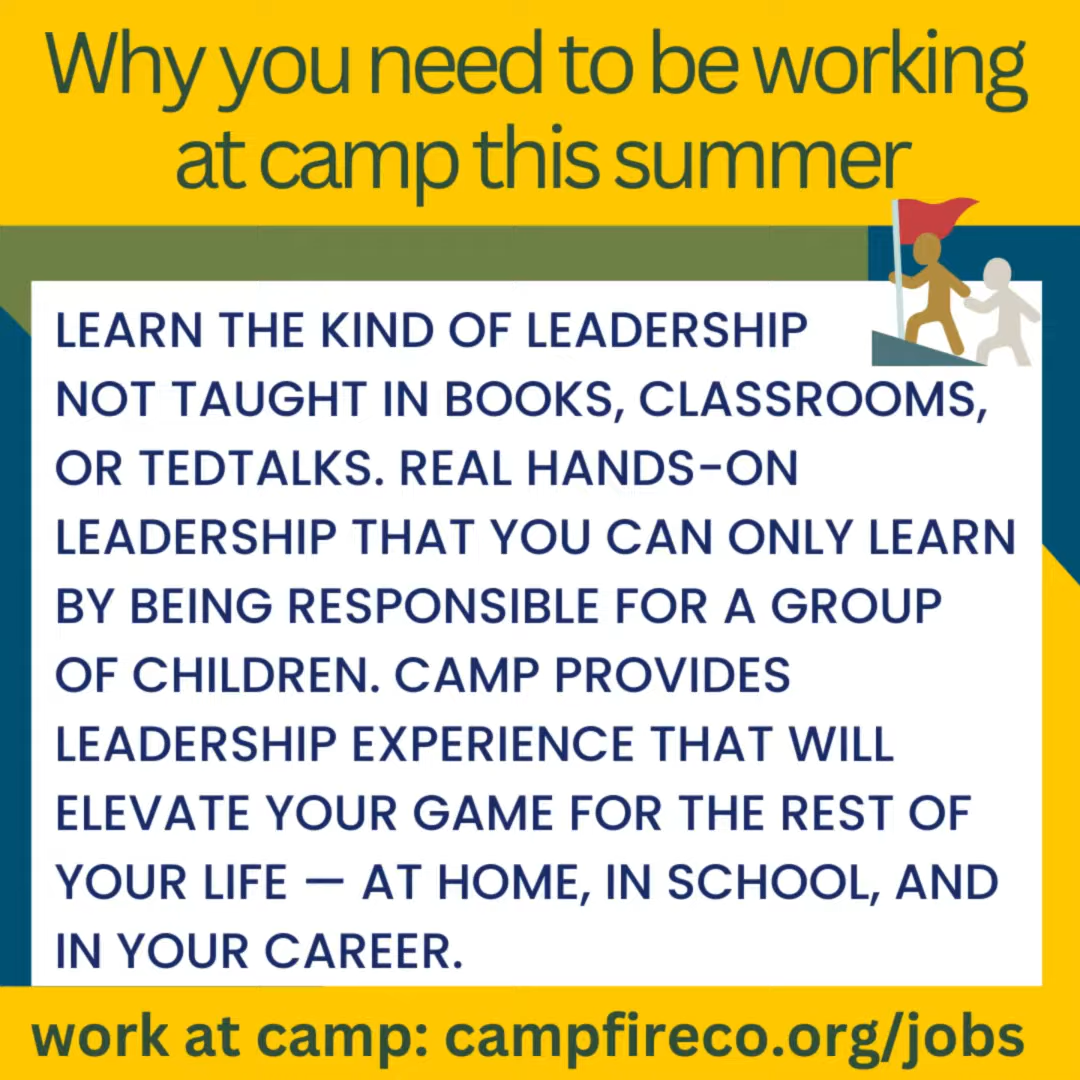 Why you need to be working
at camp this summer
LEARN THE KIND OF LEADERSHIP
NOT TAUGHT IN BOOKS, CLASSROOMS,
OR TEDTALKS. REAL HANDS-ON
LEADERSHIP THAT YOU CAN ONLY LEARN
BY BEING RESPONSIBLE FOR A GROUP
OF CHILDREN. CAMP PROVIDES
LEADERSHIP EXPERIENCE THAT WILL
ELEVATE YOUR GAME FOR THE REST OF
YOUR LIFE — AT HOME, IN SCHOOL, AND
IN YOUR CAREER.
work at camp: campfireco.org/jobs